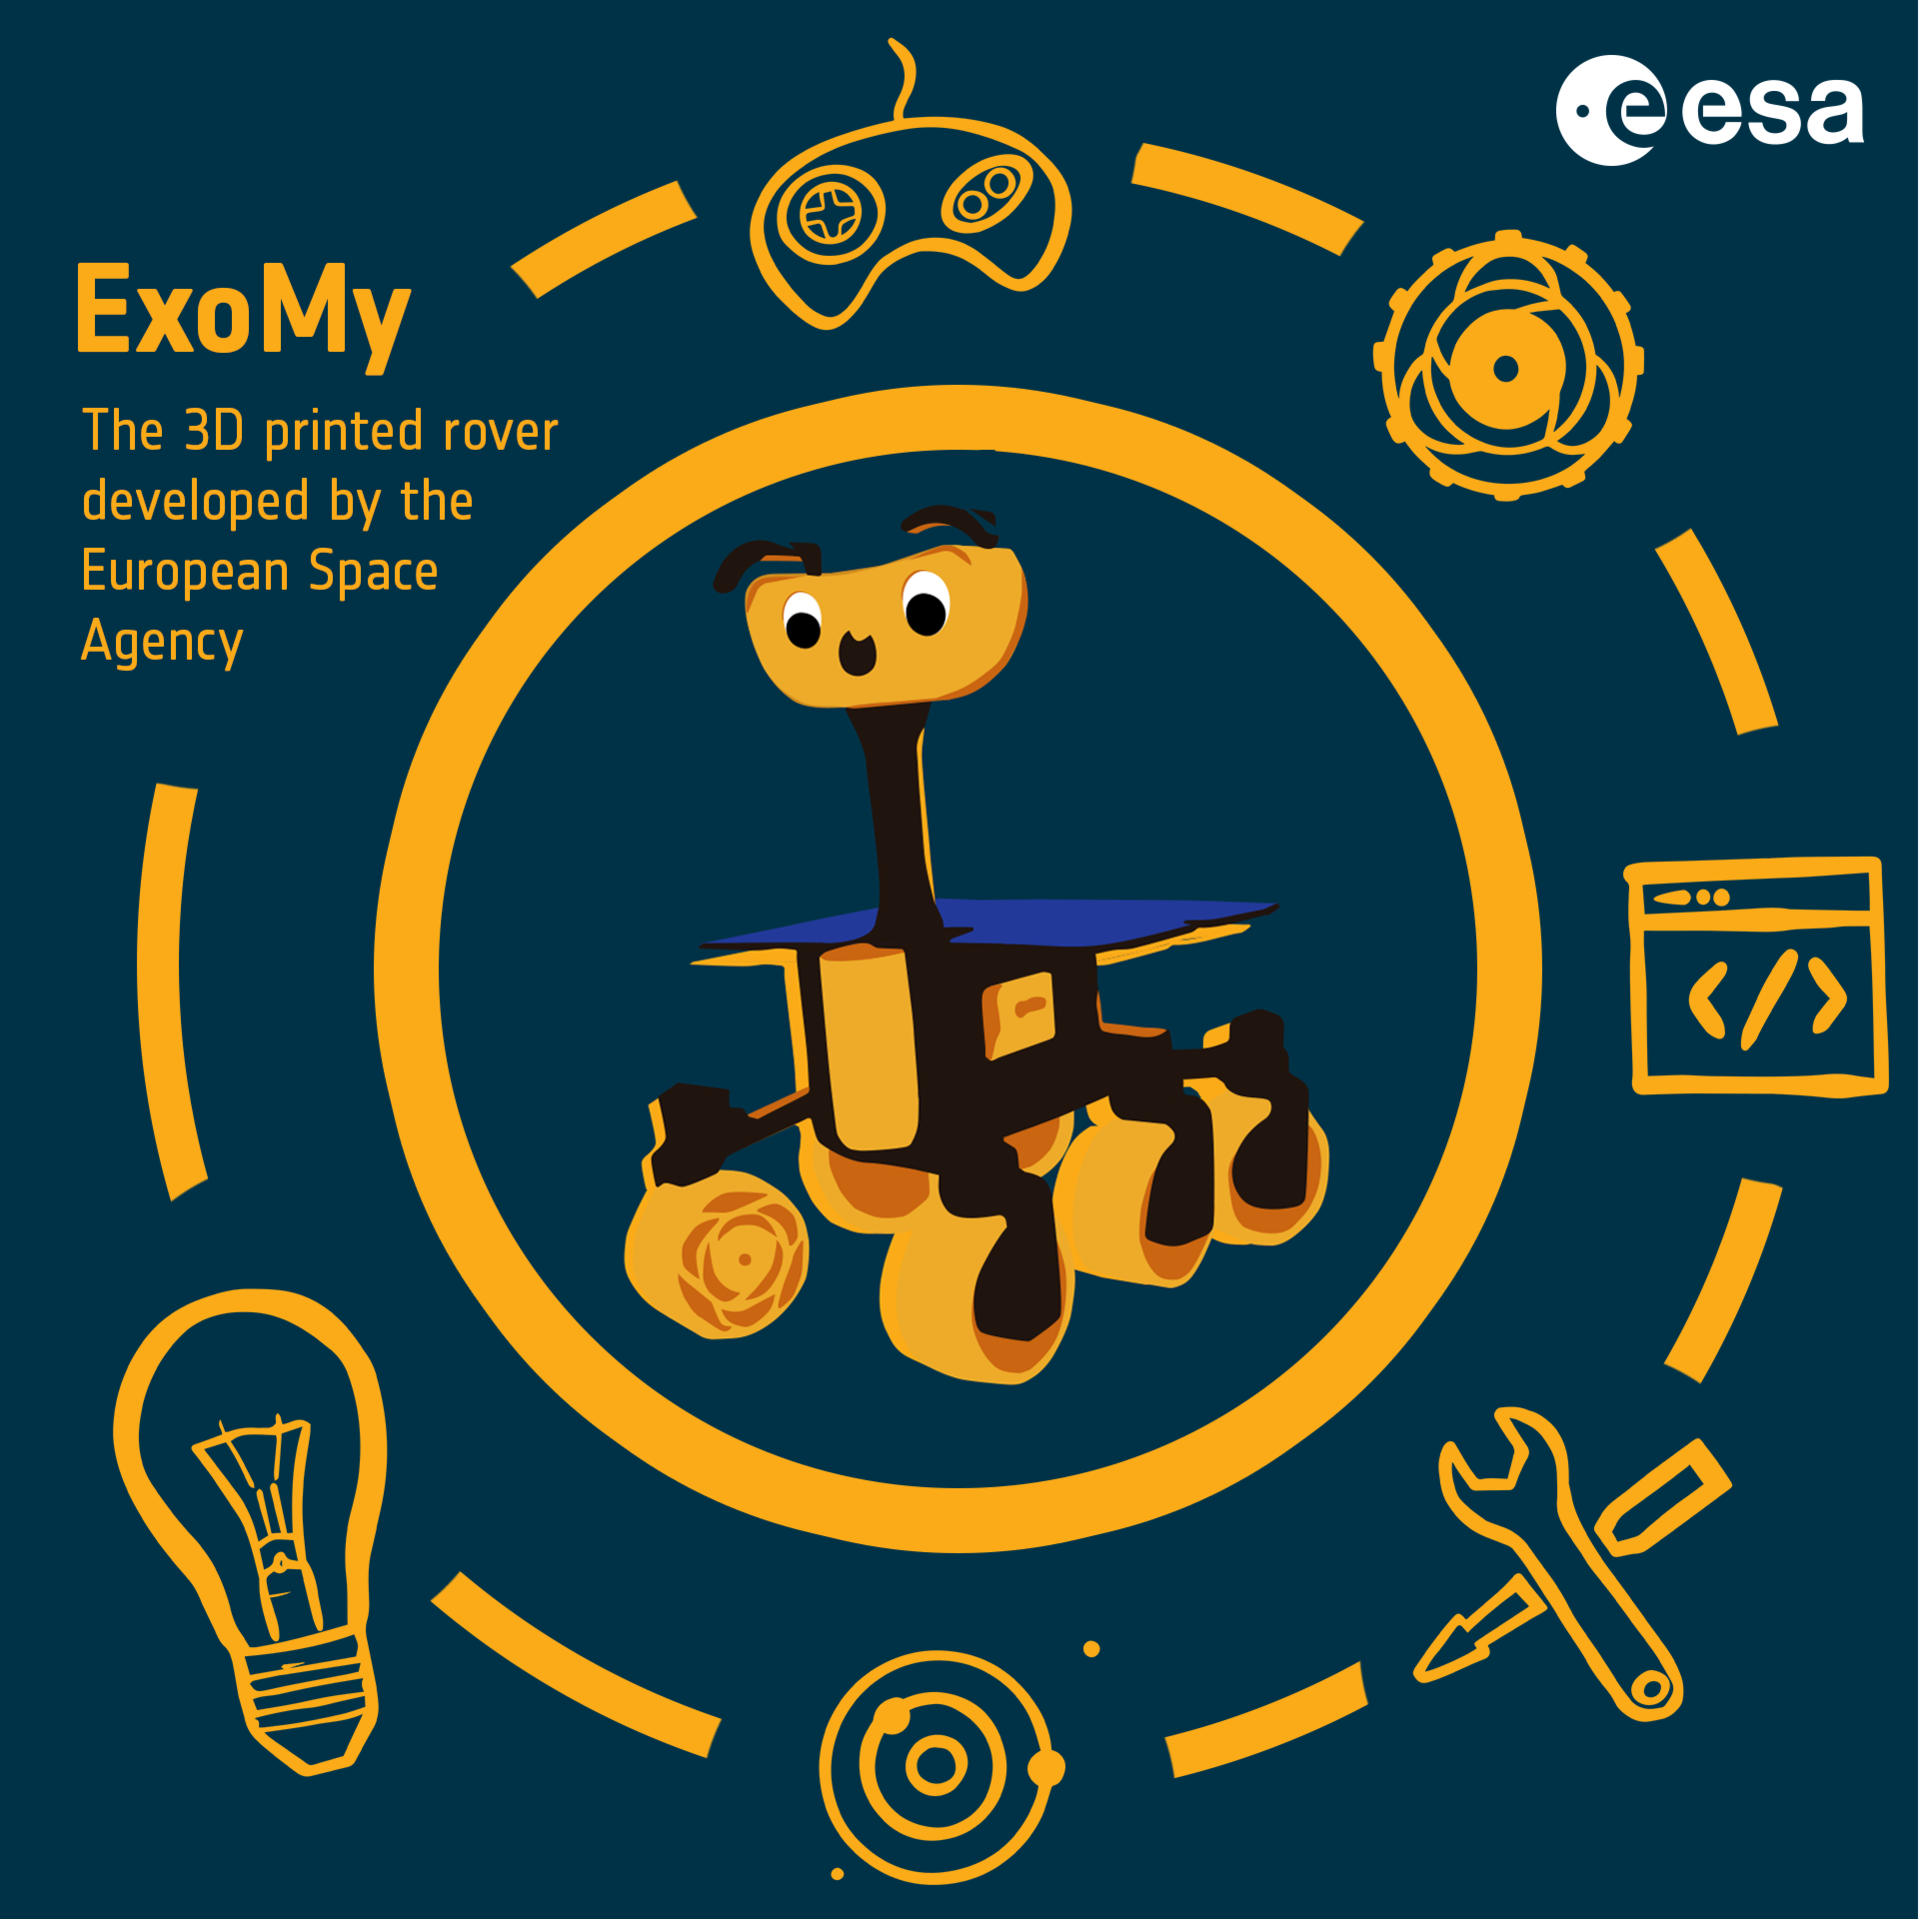 esa
ExoMy
The 3D printed rover
developed by the
European Space
Agency
</>